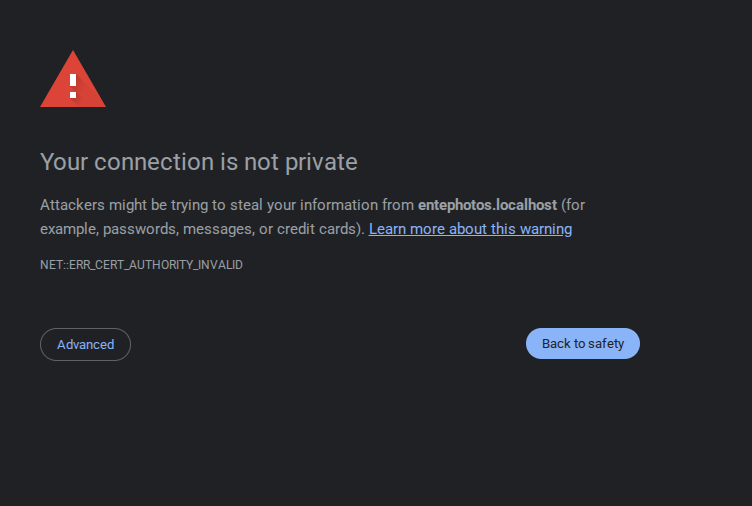 Your connection is not private
Attackers might be trying to steal your information from entephotos.localhost (for
example, passwords, messages, or credit cards). Learn more about this warning
NET::ERR_CERT_AUTHORITY_INVALID
Advanced
Back to safety